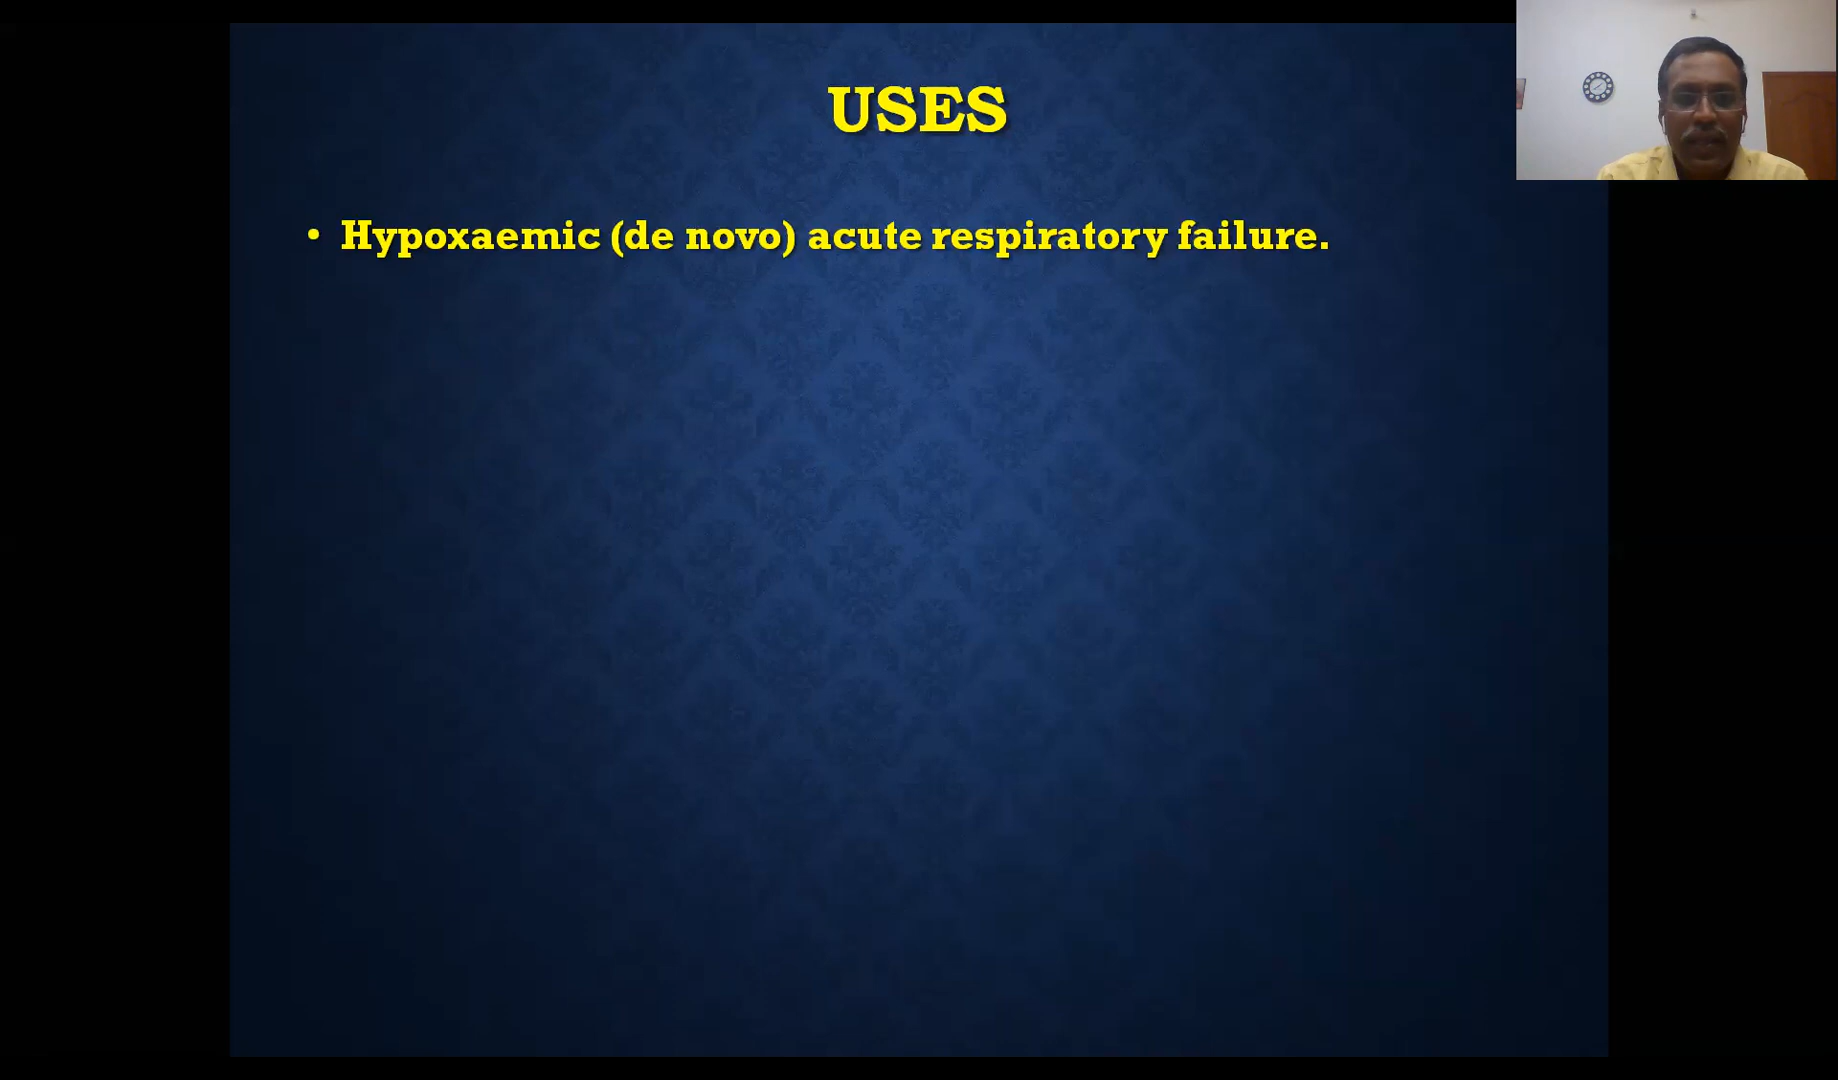 USES
• Hypoxaemic (de novo) acute respiratory failure.